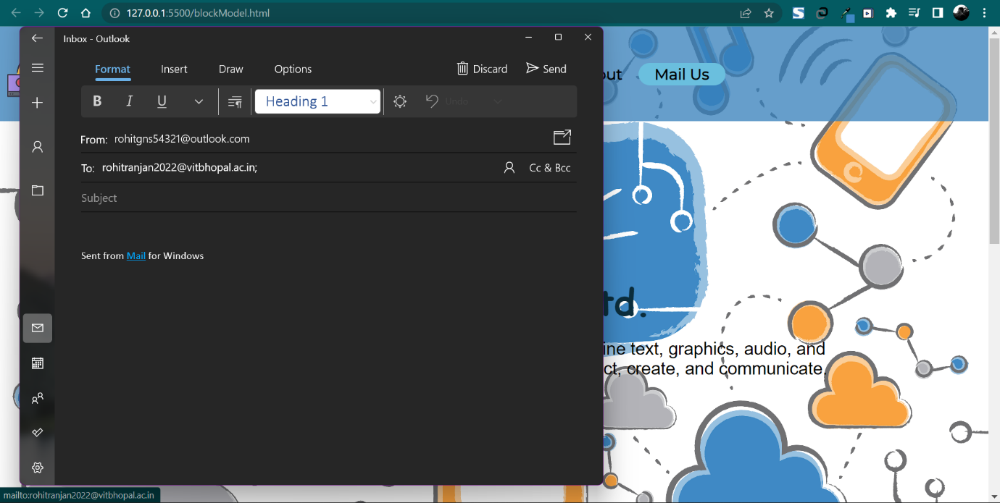 127.0.0.1:5500/blockModel.html
Inbox - Outlook
Format Insert Draw Options Discard Send
B I U Heading 1 Undo
From: rohitgns54321@outlook.com
To: rohitranjan2022@vitbhopal.ac.in; Cc & Bcc
Subject
Sent from Mail for Windows
out Mail Us
td.
ine text, graphics, audio, and
ct, create, and communicate.
mailto:rohitranjan2022@vitbhopal.ac.in